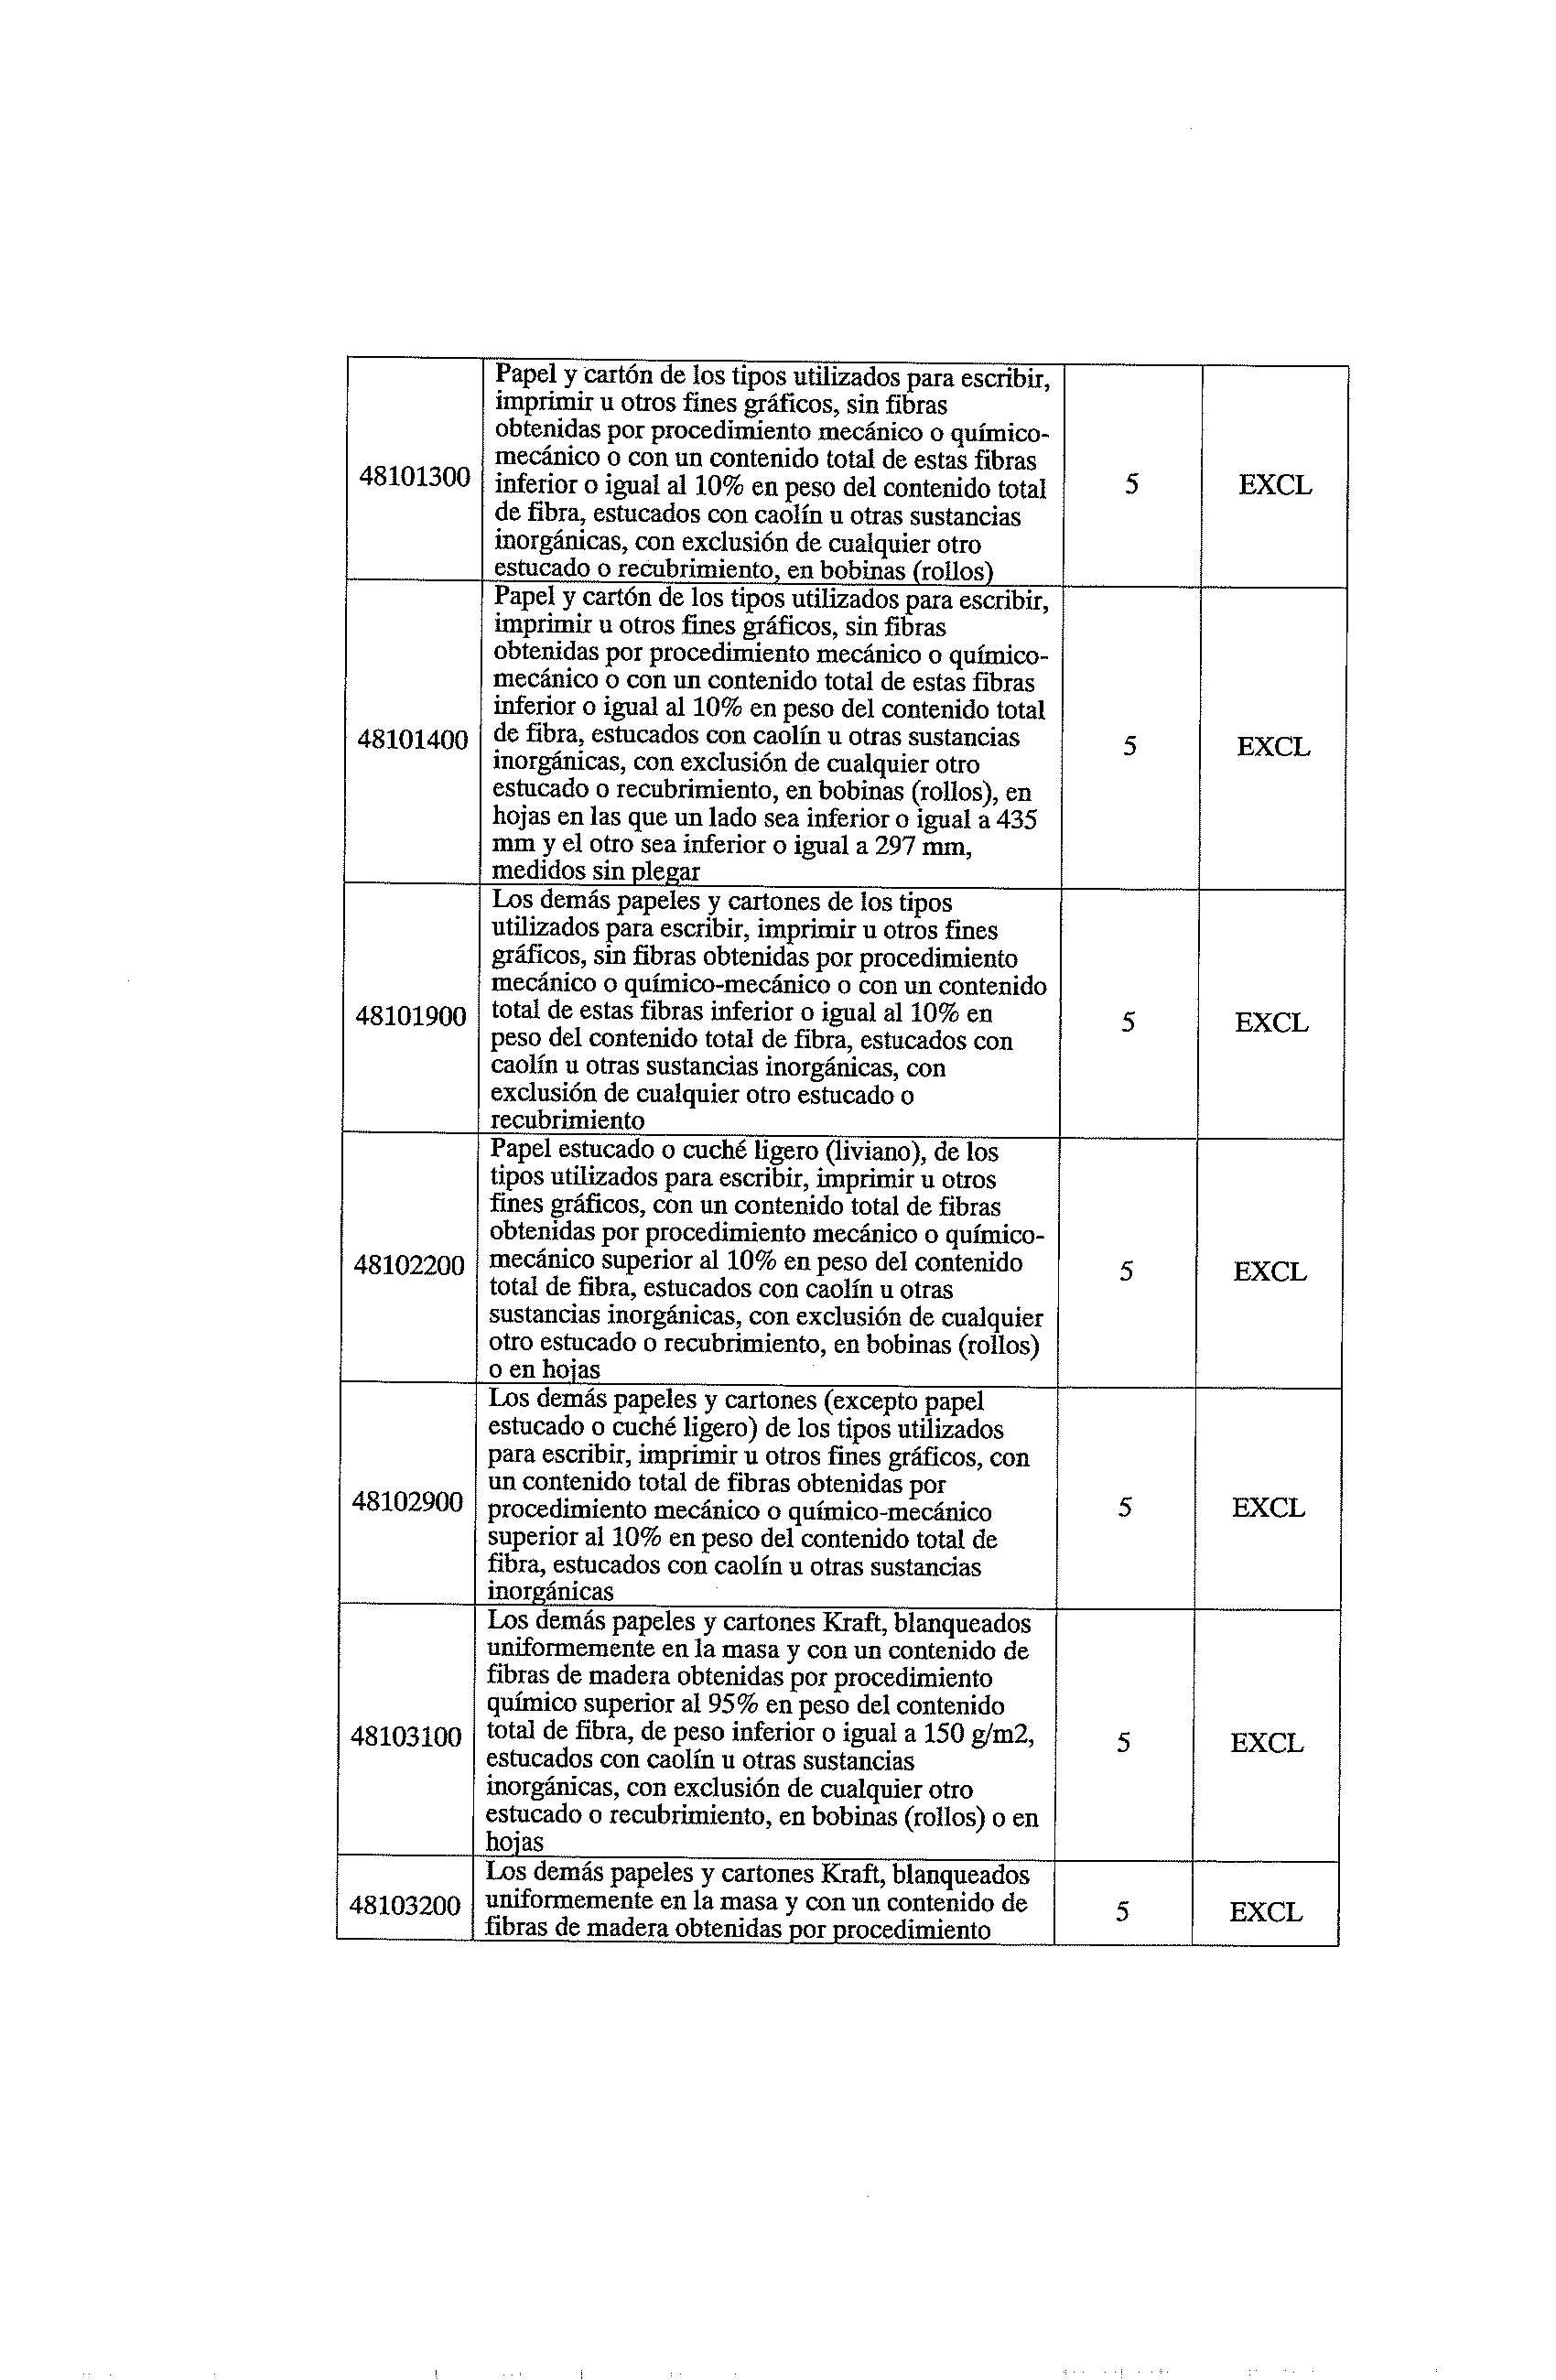 Papel y cartón de los tipos utilizados para escribir,
imprimir u otros fines gráficos, sin fibras
obtenidas por procedimiento mecánico o químico-
mecánico o con un contenido total de estas fibras
48101300 inferior o igual al 10% en peso del contenido total 5 EXCL
de fibra, estucados con caolín u otras sustancias
inorgánicas, con exclusión de cualquier otro
estucado o recubrimiento, en bobinas (rollos)
Papel y cartón de los tipos utilizados para escribir,
imprimir u otros fines gráficos, sin fibras
obtenidas por procedimiento mecánico o químico-
mecánico o con un contenido total de estas fibras
inferior o igual al 10% en peso del contenido total
48101400 de fibra, estucados con caolín u otras sustancias 5 EXCL
inorgánicas, con exclusión de cualquier otro
estucado o recubrimiento, en bobinas (rollos), en
hojas en las que un lado sea inferior o igual a 435
mm y el otro sea inferior o igual a 297 mm,
medidos sin plegar
Los demás papeles y cartones de los tipos
utilizados para escribir, imprimir u otros fines
gráficos, sin fibras obtenidas por procedimiento
mecánico o químico-mecánico o con un contenido
48101900 total de estas fibras inferior o igual al 10% en 5 EXCL
peso del contenido total de fibra, estucados con
caolín u otras sustancias inorgánicas, con
exclusión de cualquier otro estucado o
recubrimiento
Papel estucado o cuché ligero (liviano), de los
tipos utilizados para escribir, imprimir u otros
fines gráficos, con un contenido total de fibras
obtenidas por procedimiento mecánico o químico-
48102200 mecánico superior al 10% en peso del contenido 5 EXCL
total de fibra, estucados con caolín u otras
sustancias inorgánicas, con exclusión de cualquier
otro estucado o recubrimiento, en bobinas (rollos)
o en hojas
Los demás papeles y cartones (excepto papel
estucado o cuché ligero) de los tipos utilizados
para escribir, imprimir u otros fines gráficos, con
un contenido total de fibras obtenidas por
48102900 procedimiento mecánico o químico-mecánico 5 EXCL
superior al 10% en peso del contenido total de
fibra, estucados con caolín u otras sustancias
inorgánicas
Los demás papeles y cartones Kraft, blanqueados
uniformemente en la masa y con un contenido de
fibras de madera obtenidas por procedimiento
químico superior al 95% en peso del contenido
48103100 total de fibra, de peso inferior o igual a 150 g/m2, 5 EXCL
estucados con caolín u otras sustancias
inorgánicas, con exclusión de cualquier otro
estucado o recubrimiento, en bobinas (rollos) o en
hojas
Los demás papeles y cartones Kraft, blanqueados
48103200 uniformemente en la masa y con un contenido de 5 EXCL
fibras de madera obtenidas por procedimiento